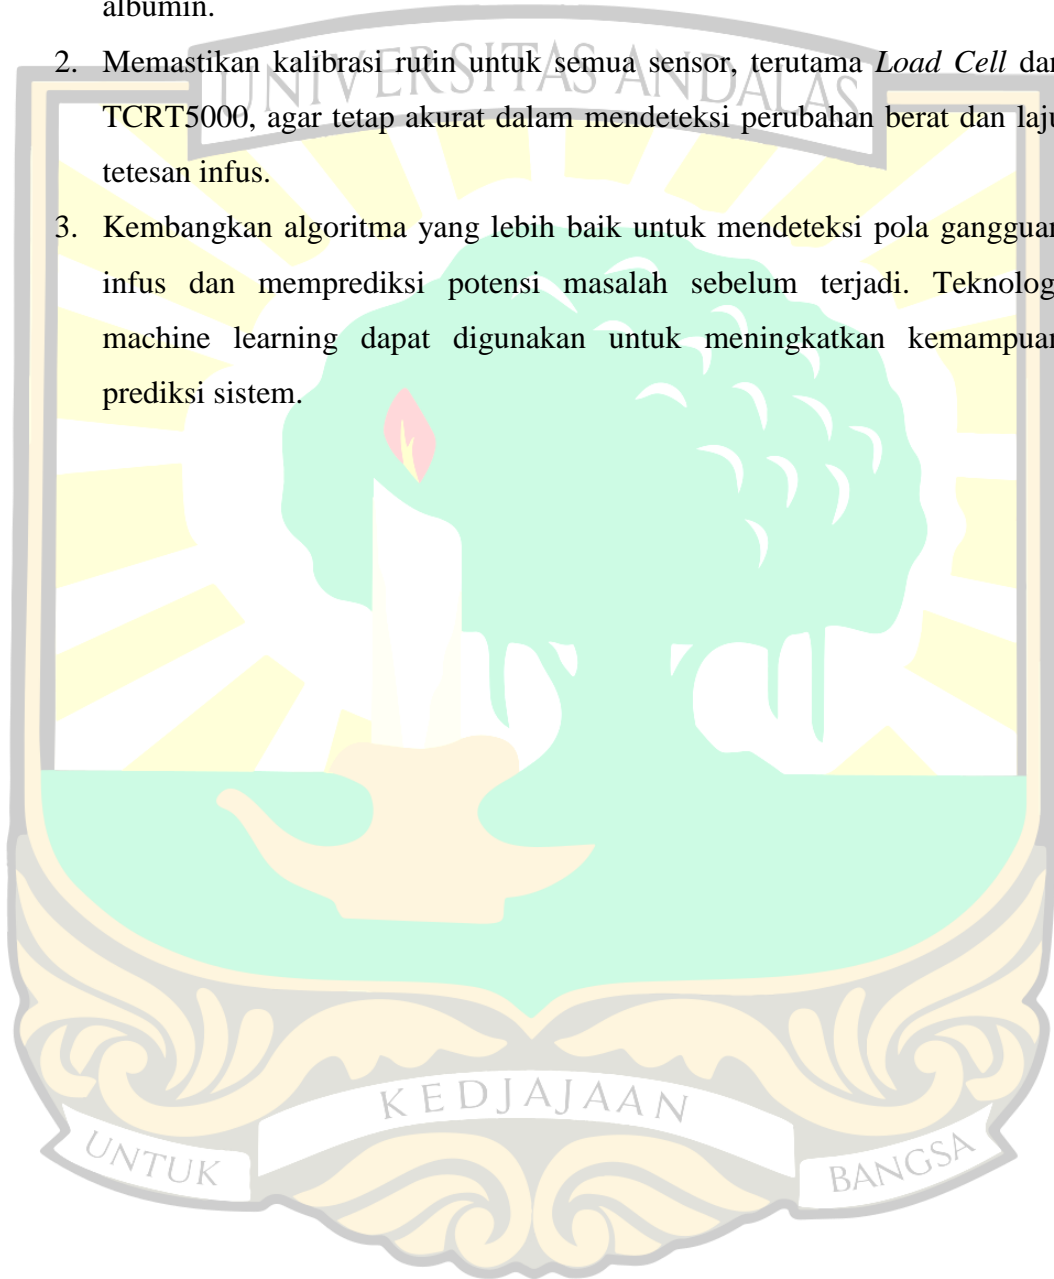 albumin.
UNIVERSITAS ANDALAS
2. Memastikan kalibrasi rutin untuk semua sensor, terutama Load Cell dan
TCRT5000, agar tetap akurat dalam mendeteksi perubahan berat dan laju
tetesan infus.
3. Kembangkan algoritma yang lebih baik untuk mendeteksi pola gangguan
infus dan memprediksi potensi masalah sebelum terjadi. Teknolog
machine learning dapat digunakan untuk meningkatkan kemampuan
prediksi sistem.
KEDJAJAAN
UNTUK
BANGSA